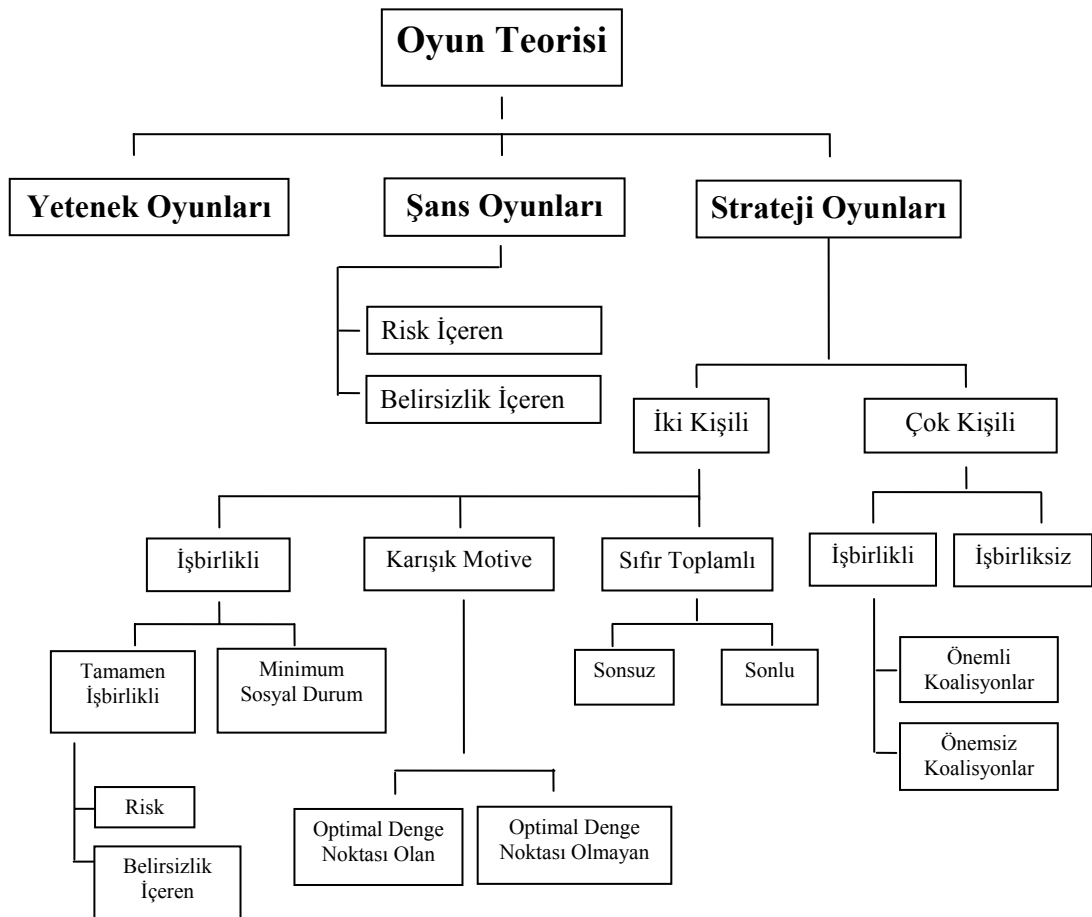 Oyun Teorisi
Yetenek Oyunları
Şans Oyunları
Strateji Oyunları
Risk İçeren
Belirsizlik İçeren
İki Kişili
Çok Kişili
İşbirlikli
Karışık Motive
Sıfır Toplamlı
İşbirlikli
İşbirliksiz
Tamamen
İşbirlikli
Minimum
Sosyal Durum
Sonsuz
Sonlu
Önemli
Koalisyonlar
Önemsiz
Koalisyonlar
Risk
Belirsizlik
İçeren
Optimal Denge
Noktası Olan
Optimal Denge
Noktası Olmayan